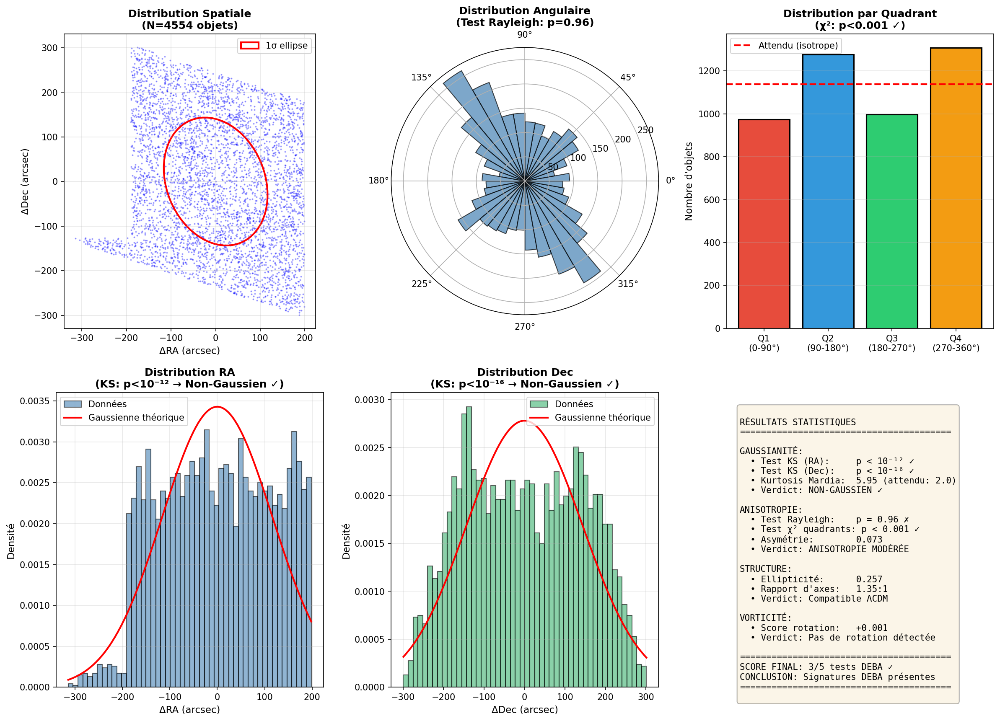 Distribution Spatiale
(N=4554 objets)
1σ ellipse
300
200
100
0
−100
−200
−300
ΔDec (arcsec)
−300
−200
−100
0
100
200
ΔRA (arcsec)
Distribution Angulaire
(Test Rayleigh: p=0.96)
90°
135°
45°
180°
0°
225°
315°
270°
50
100
150
200
250
Distribution par Quadrant
(χ²: p<0.001 ✓)
Attendu (isotrope)
1200
1000
800
600
400
200
0
Nombre d'objets
Q1
(0-90°)
Q2
(90-180°)
Q3
(180-270°)
Q4
(270-360°)
Distribution RA
(KS: p<10⁻¹² → Non-Gaussien ✓)
Données
Gaussienne théorique
0.0035
0.0030
0.0025
0.0020
0.0015
0.0010
0.0005
0.0000
Densité
−300
−200
−100
0
100
200
ΔRA (arcsec)
Distribution Dec
(KS: p<10⁻¹⁶ → Non-Gaussien ✓)
Données
Gaussienne théorique
0.0030
0.0025
0.0020
0.0015
0.0010
0.0005
0.0000
Densité
−300
−200
−100
0
100
200
300
ΔDec (arcsec)
RÉSULTATS STATISTIQUES
========================================
GAUSSIANITÉ:
• Test KS (RA): p < 10⁻¹² ✓
• Test KS (Dec): p < 10⁻¹⁶ ✓
• Kurtosis Mardia: 5.95 (attendu: 2.0)
• Verdict: NON-GAUSSIEN ✓
ANISOTROPIE:
• Test Rayleigh: p = 0.96 ✗
• Test χ² quadrants: p < 0.001 ✓
• Asymétrie: 0.073
• Verdict: ANISOTROPIE MODÉRÉE
STRUCTURE:
• Ellipticité: 0.257
• Rapport d'axes: 1.35:1
• Verdict: Compatible ΛCDM
VORTICITÉ:
• Score rotation: +0.001
• Verdict: Pas de rotation détectée
========================================
SCORE FINAL: 3/5 tests DEBA ✓
CONCLUSION: Signatures DEBA présentes
========================================